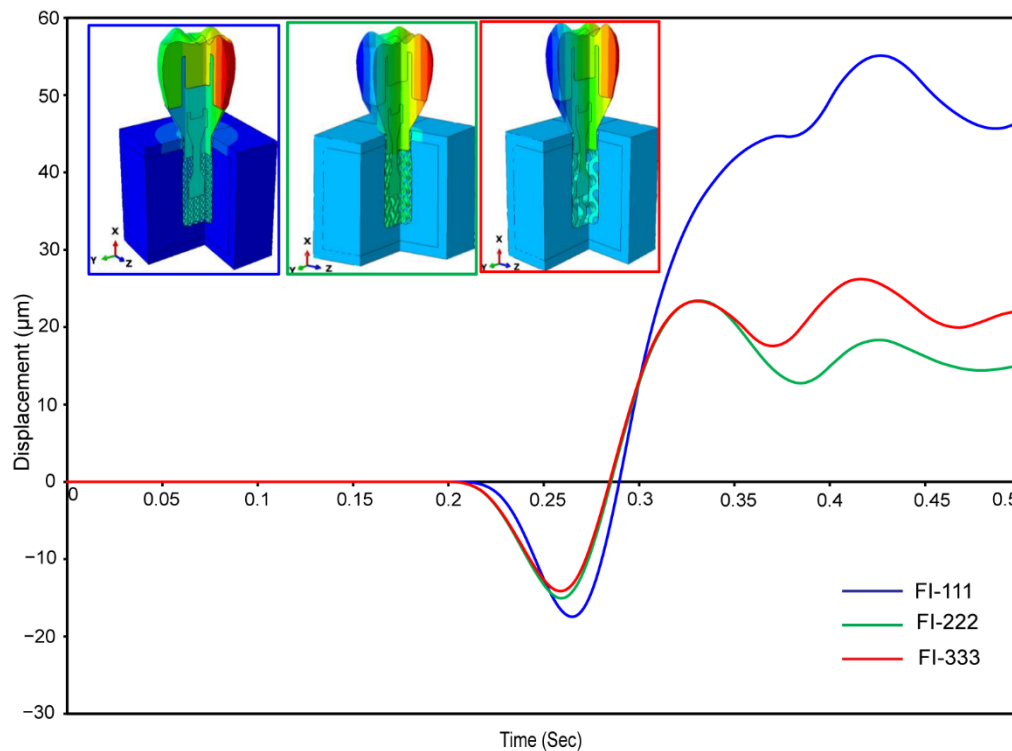 60
50
40
30
20
10
0
−10
−20
−30
Displacement (µm)
X
Y
Z
X
Y
Z
X
Y
Z
0
0.05
0.1
0.15
0.2
0.25
0.3
0.35
0.4
0.45
0.5
FI-111
FI-222
FI-333
Time (Sec)